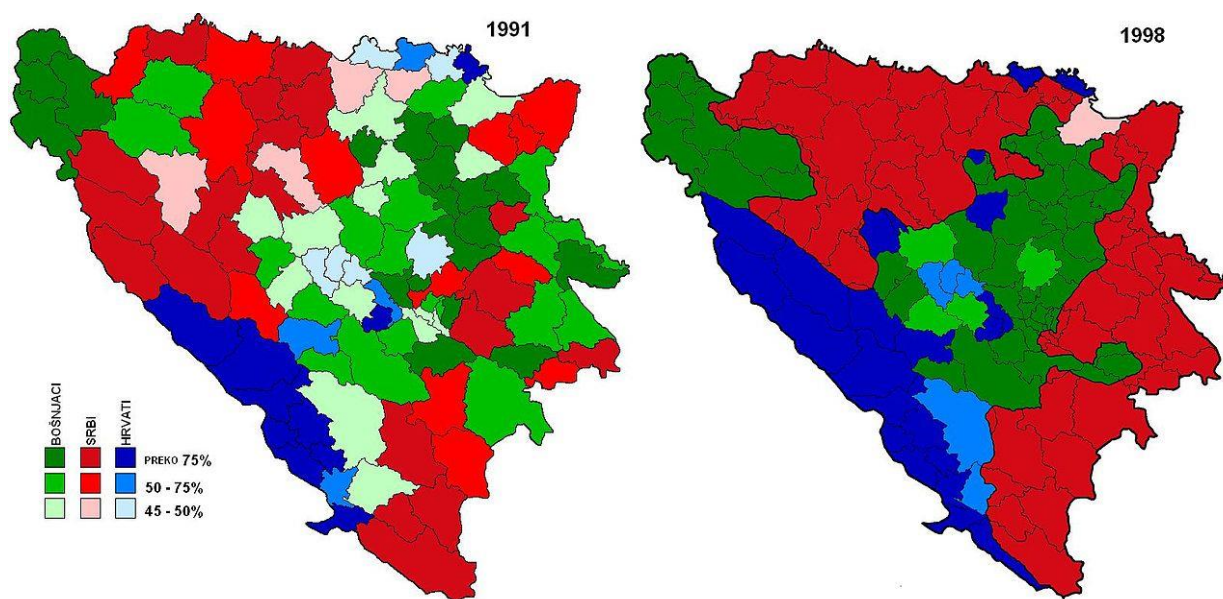 1991
1998
BOŠNJACI
SRBI
HRVATI
PREKO 75%
50 - 75%
45 - 50%